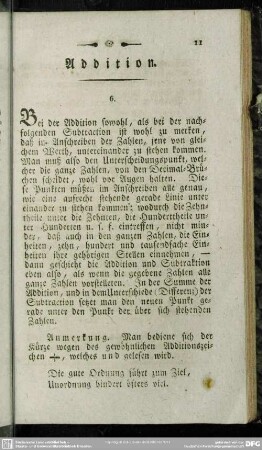 11
Addition.
6.
Bei der Addition sowohl, als bei der nach-
folgenden Subtraction ist wohl zu merken,
daß im Anschreiben der Zahlen, jene von glei-
chem Werth, untereinander zu stehen kommen.
Man muß also den Unterscheidungspunkt, wel-
cher die ganze Zahlen, von den Decimal-Brü-
chen scheidet, wohl vor Augen halten. Die-
se Punkten müßen im Anschreiben alle genau,
wie eine aufrecht stehende gerade Linie unter
einander zu stehen kommen; wodurch die Zehn-
theile unter die Zehnten, die Hunderttheile un-
ter Hunderten u. s. f. eintreffen, nicht min-
der, daß auch in den ganzen Zahlen, die Ein-
heiten, zehn, hundert und tausendfache Ein-
heiten ihre gehörigen Stellen einnehmen, —
dann geschieht die Addition und Subtraktion
eben also, als wenn die gegebene Zahlen alle
ganze Zahlen vorstelleten. In der Summe der
Addition, und in dem Unterschiede (Differenz) der
Subtraction setzt man den neuen Punkt ge-
rade unter den Punkt der über sich stehenden
Zahlen.
Anmerkung. Man bediene sich der
Kürze wegen des gewöhnlichen Additionszei-
chen +, welches und gelesen wird.
Die gute Ordnung führt zum Ziel,
Unordnung hindert öfters viel.